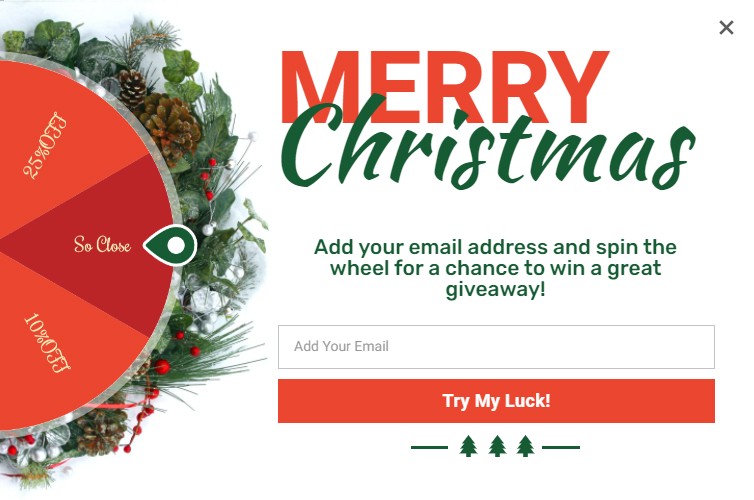 MERRY
Christmas
25%OFF
So Close
10%OFF
Add your email address and spin the
wheel for a chance to win a great
giveaway!
Add Your Email
Try My Luck!